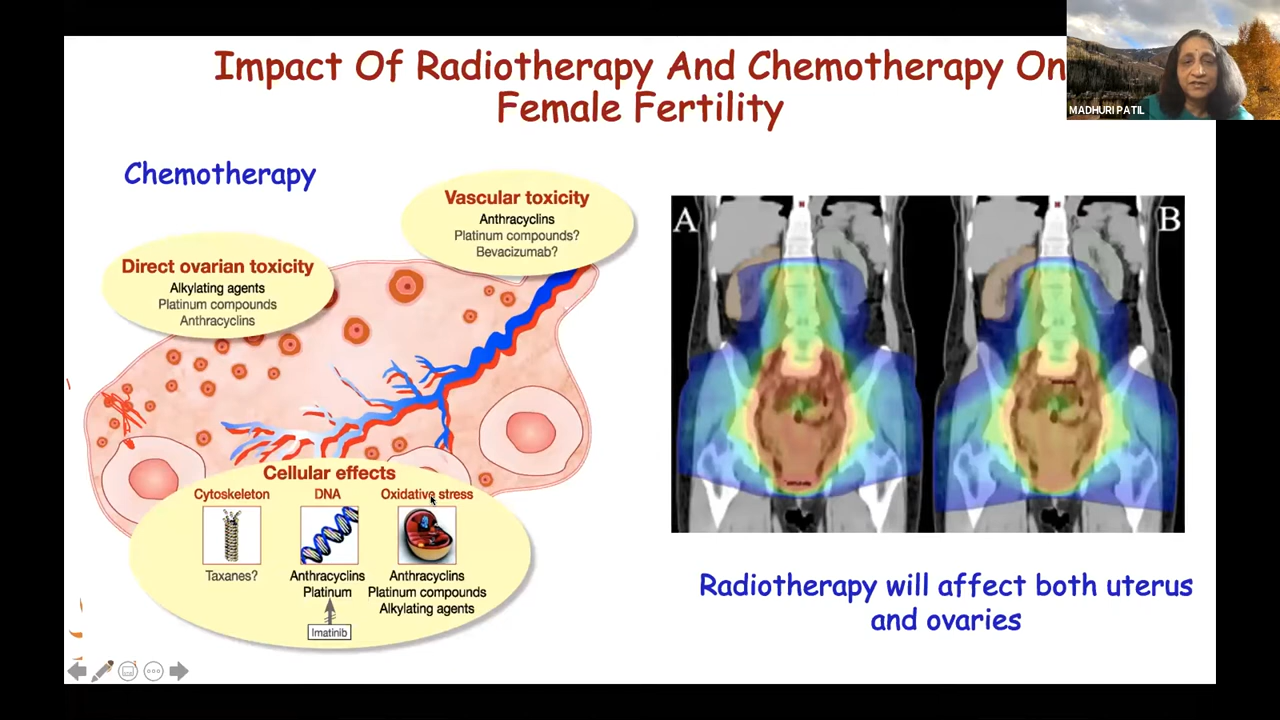 Impact Of Radiotherapy And Chemotherapy On
Female Fertility
MADHURI PATIL
Chemotherapy
Vascular toxicity
Anthracyclins
Platinum compounds?
Bevacizumab?
Direct ovarian toxicity
Alkylating agents
Platinum compounds
Anthracyclins
Cellular effects
Cytoskeleton
Taxanes?
DNA
Anthracyclins
Platinum
Imatinib
Oxidative stress
Anthracyclins
Platinum compounds
Alkylating agents
A
B
Radiotherapy will affect both uterus
and ovaries